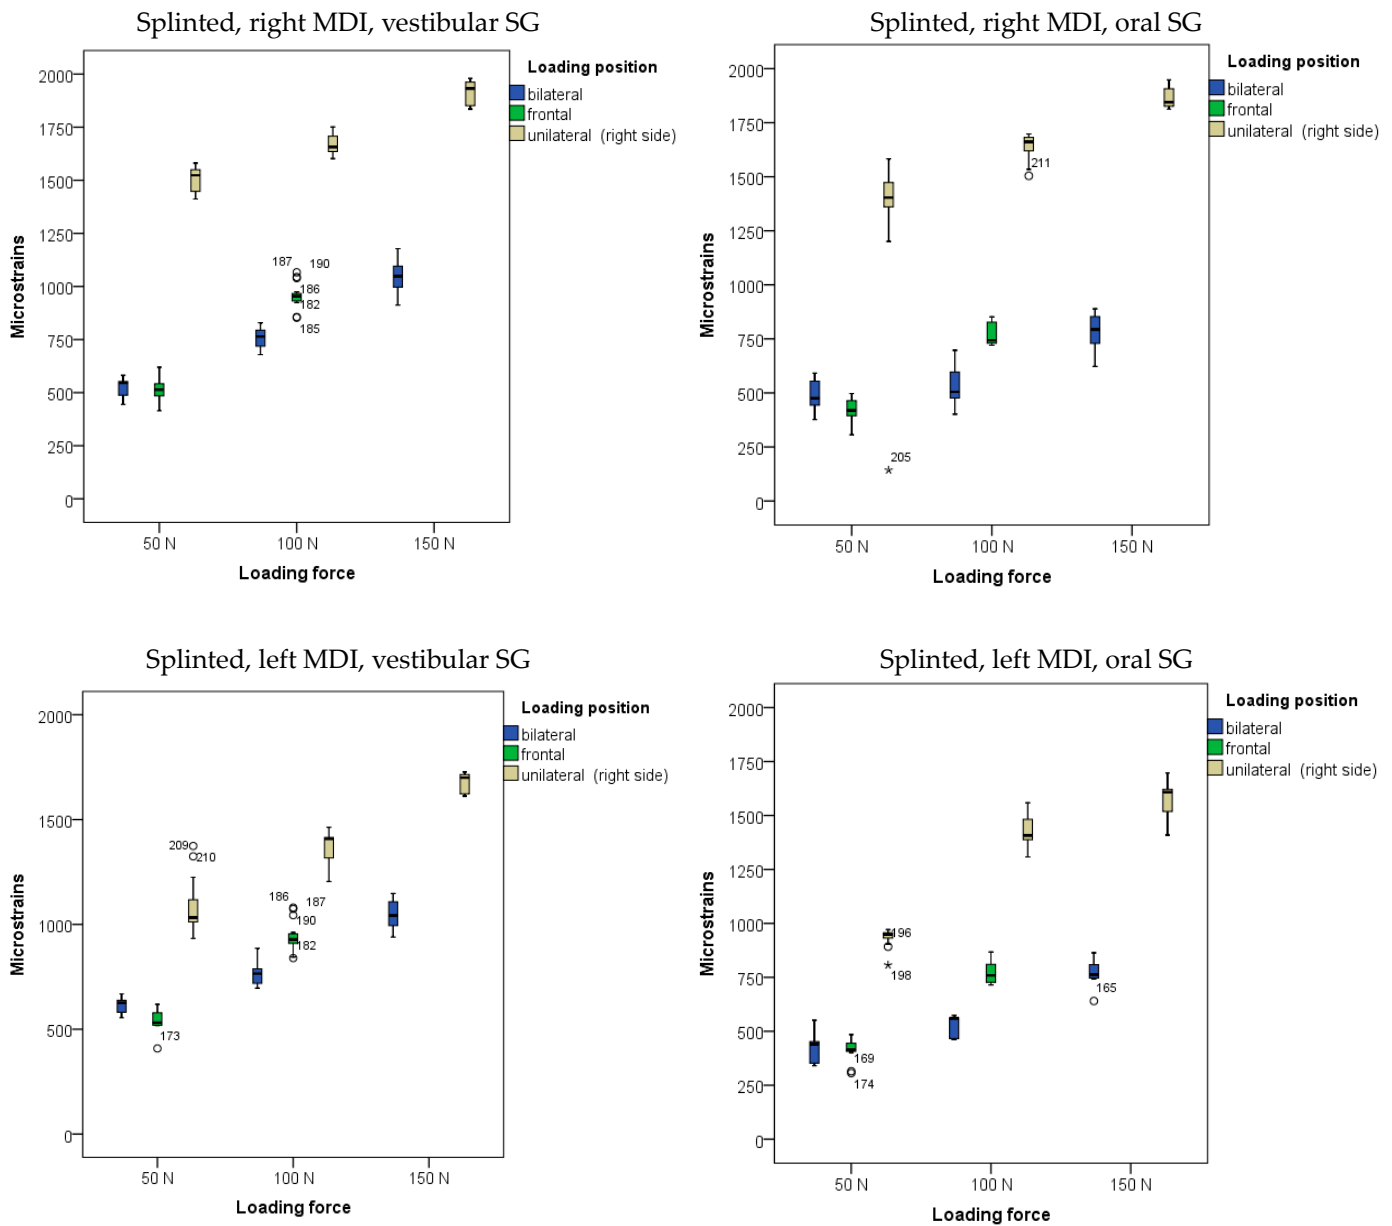 Splinted, right MDI, vestibular SG
2000
1750
1500
1250
1000
750
500
250
0
Microstrains
187 190
186
182
185
50 N 100 N 150 N
Loading force
Loading position
bilateral
frontal
unilateral (right side)
Splinted, right MDI, oral SG
2000
1750
1500
1250
1000
750
500
250
0
Microstrains
211
205
50 N 100 N 150 N
Loading force
Loading position
bilateral
frontal
unilateral (right side)
Splinted, left MDI, vestibular SG
2000
1500
1000
500
0
Microstrains
209
210
186 187
190
182
173
50 N 100 N 150 N
Loading force
Loading position
bilateral
frontal
unilateral (right side)
Splinted, left MDI, oral SG
2000
1750
1500
1250
1000
750
500
250
0
Microstrains
196
198
165
169
174
50 N 100 N 150 N
Loading force
Loading position
bilateral
frontal
unilateral (right side)